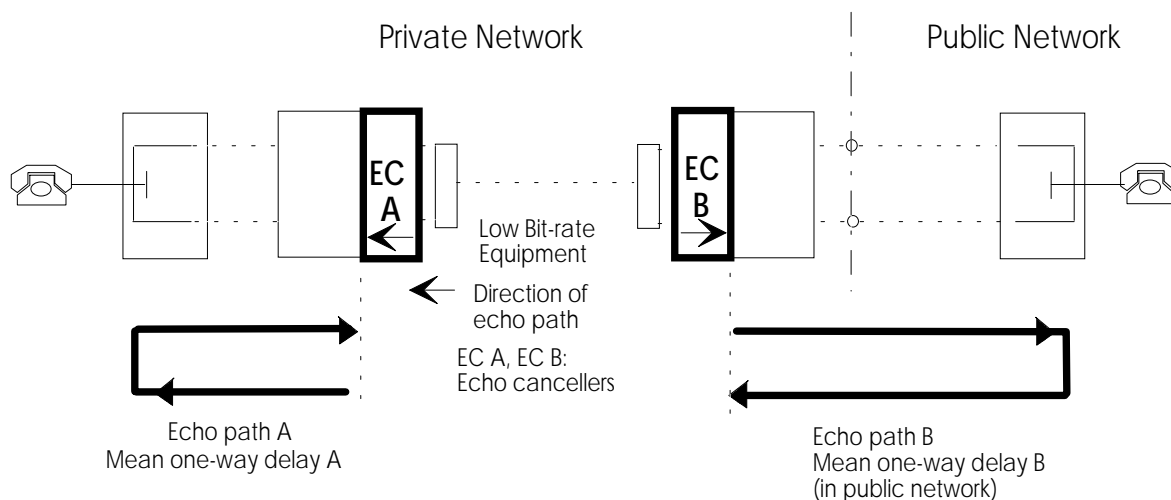 Private Network
Public Network
EC
A
EC
B
Low Bit-rate
Equipment
Direction of
echo path
EC A, EC B:
Echo cancellers
Echo path A
Mean one-way delay A
Echo path B
Mean one-way delay B
(in public network)